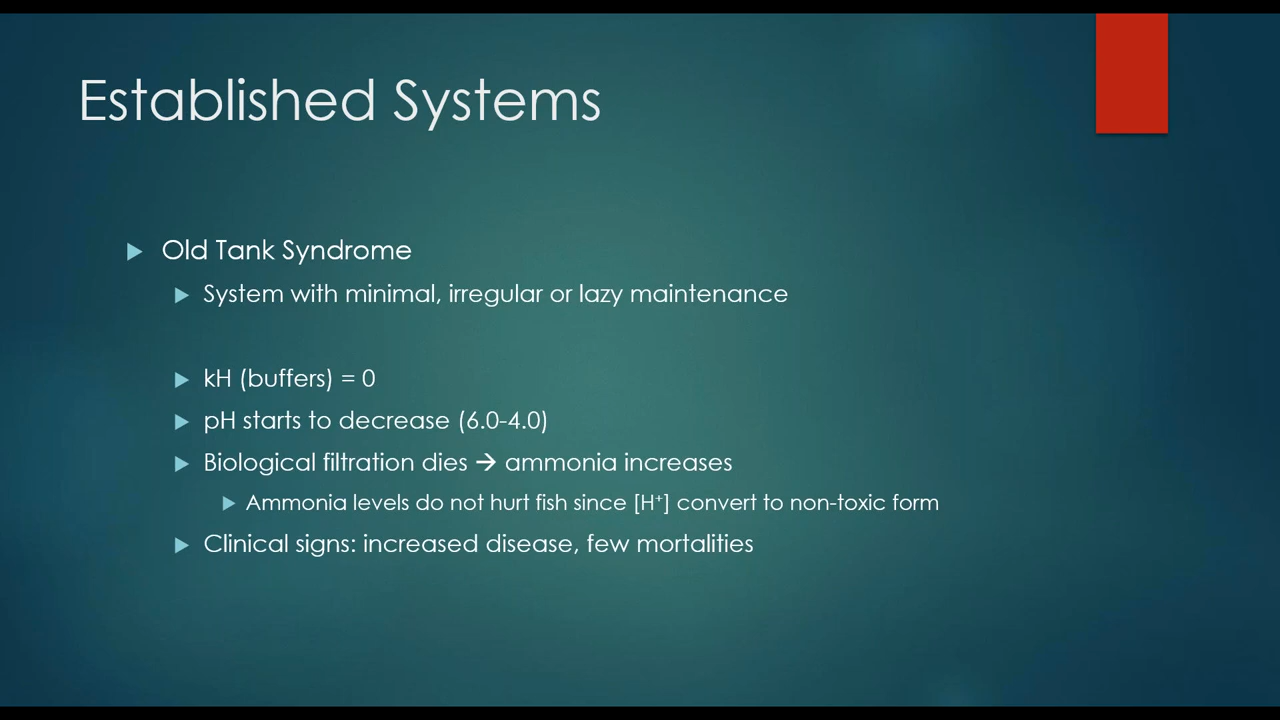 Established Systems
Old Tank Syndrome
System with minimal, irregular or lazy maintenance
kH (buffers) = 0
pH starts to decrease (6.0-4.0)
Biological filtration dies → ammonia increases
Ammonia levels do not hurt fish since [H⁺] convert to non-toxic form
Clinical signs: increased disease, few mortalities